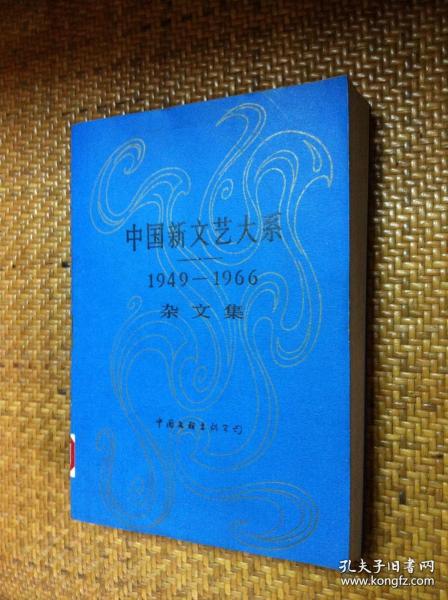 中国新文艺大系
1949—1966
杂文集
中国文联出版公司
孔夫子旧书网
www.kongfz.com